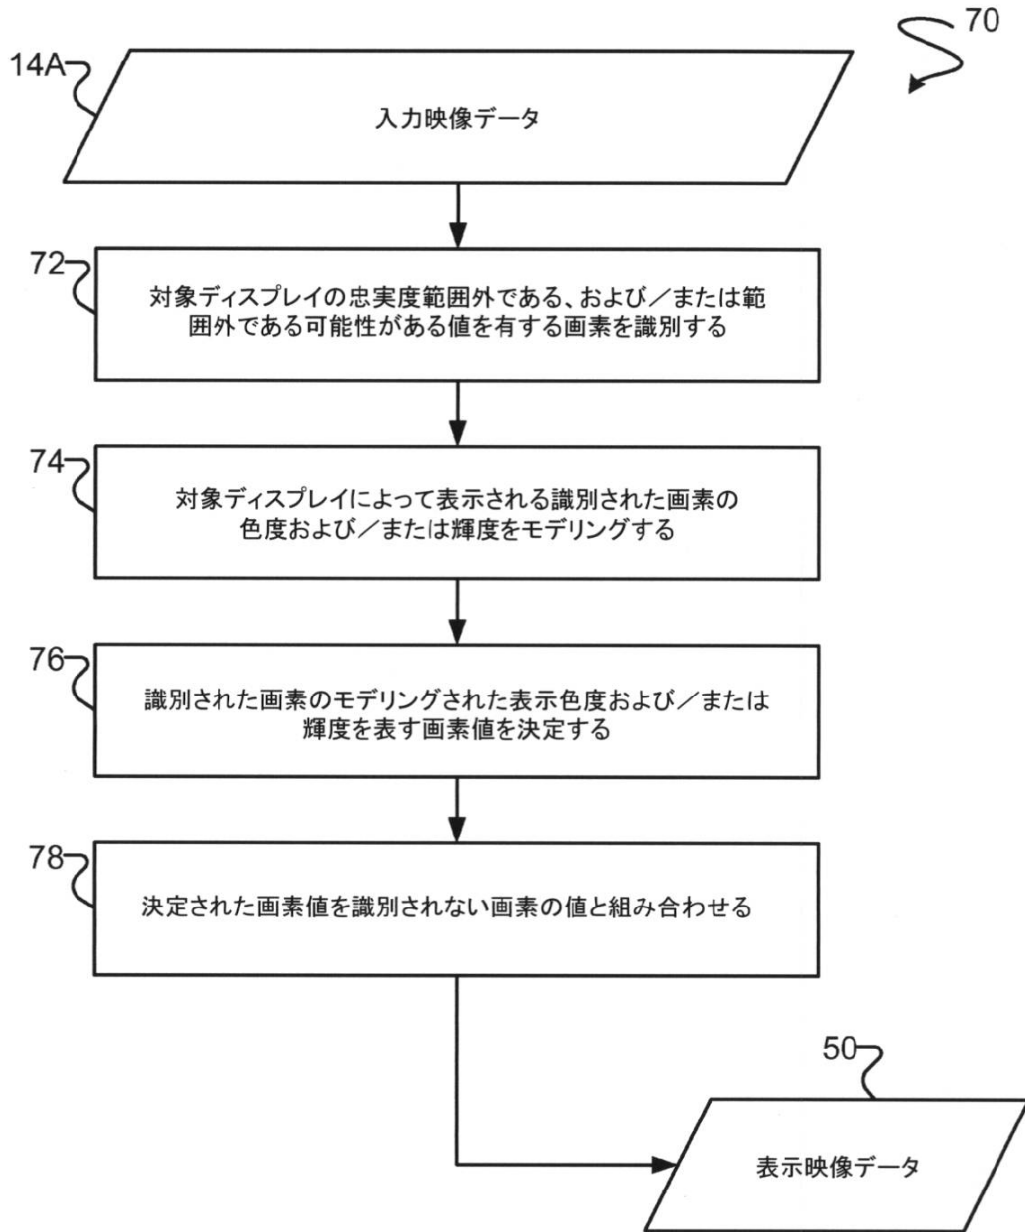 70
14A
入力映像データ
72
対象ディスプレイの忠実度範囲外である、および／または範
囲外である可能性がある値を有する画素を識別する
74
対象ディスプレイによって表示される識別された画素の
色度および／または輝度をモデリングする
76
識別された画素のモデリングされた表示色度および／または
輝度を表す画素値を決定する
78
決定された画素値を識別されない画素の値と組み合わせる
50
表示映像データ